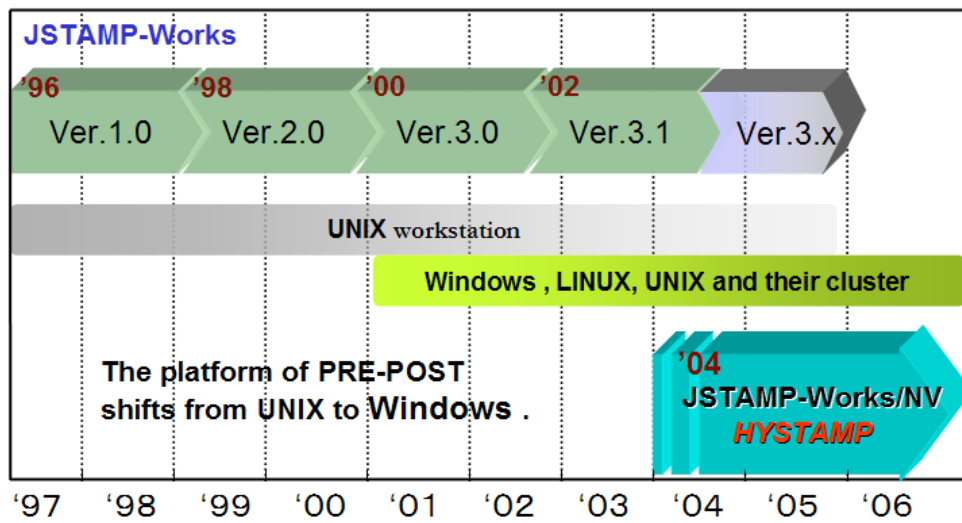 JSTAMP-Works
’96 ’98 ’00 ’02
Ver.1.0 Ver.2.0 Ver.3.0 Ver.3.1 Ver.3.x
UNIX workstation
Windows , LINUX, UNIX and their cluster
The platform of PRE-POST
shifts from UNIX to Windows .
’04
JSTAMP-Works/NV
HYSTAMP
‘97 ‘98 ‘99 ‘00 ‘01 ‘02 ‘03 ‘04 ‘05 ‘06